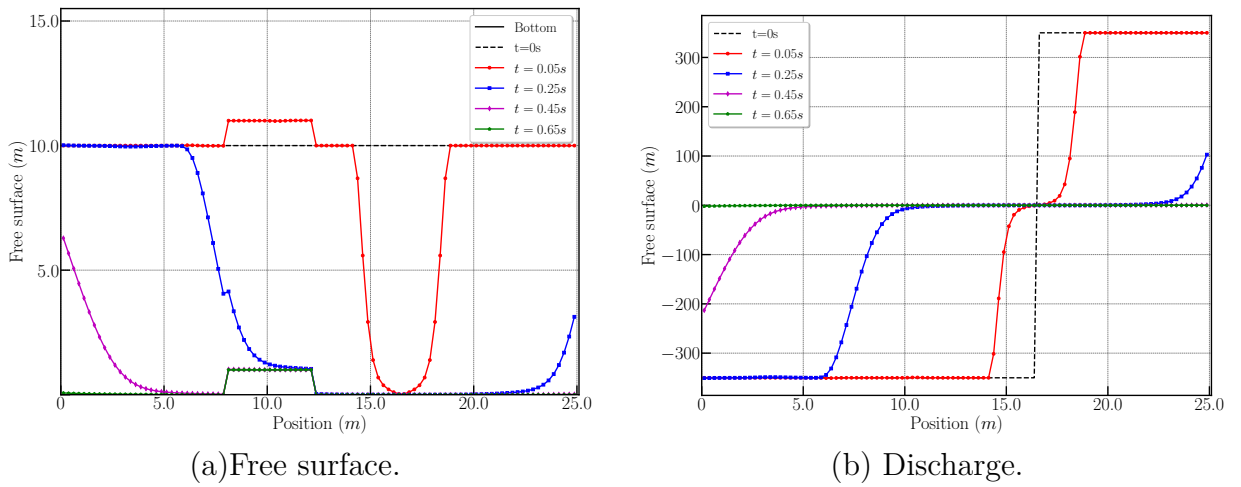 15.0
10.0
5.0
Free surface (m)
Bottom
t=0s
t = 0.05s
t = 0.25s
t = 0.45s
t = 0.65s
0 5.0 10.0 15.0 20.0 25.0
Position (m)
(a)Free surface.
300
200
100
0
−100
−200
−300
Free surface (m)
t=0s
t = 0.05s
t = 0.25s
t = 0.45s
t = 0.65s
0 5.0 10.0 15.0 20.0 25.0
Position (m)
(b) Discharge.